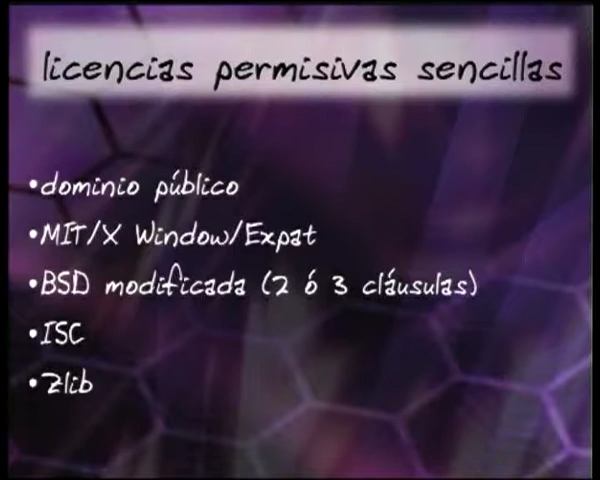 licencias permisivas sencillas
•dominio público
•MIT/X Window/Expat
•BSD modificada (2 ó 3 cláusulas)
•ISC
•Zlib